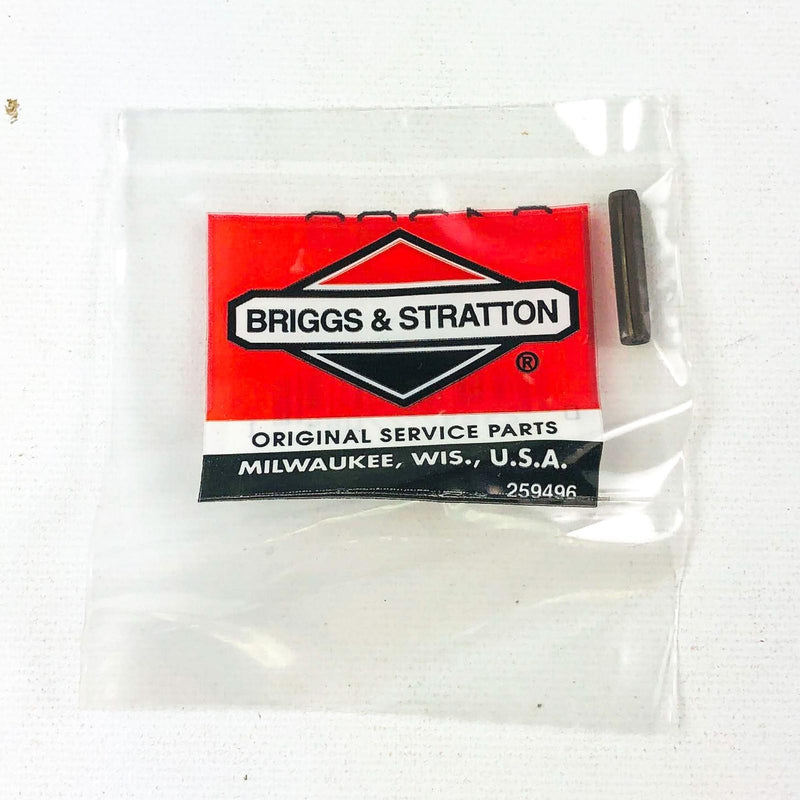 BRIGGS & STRATTON
®
ORIGINAL SERVICE PARTS
MILWAUKEE, WIS., U.S.A.
259496